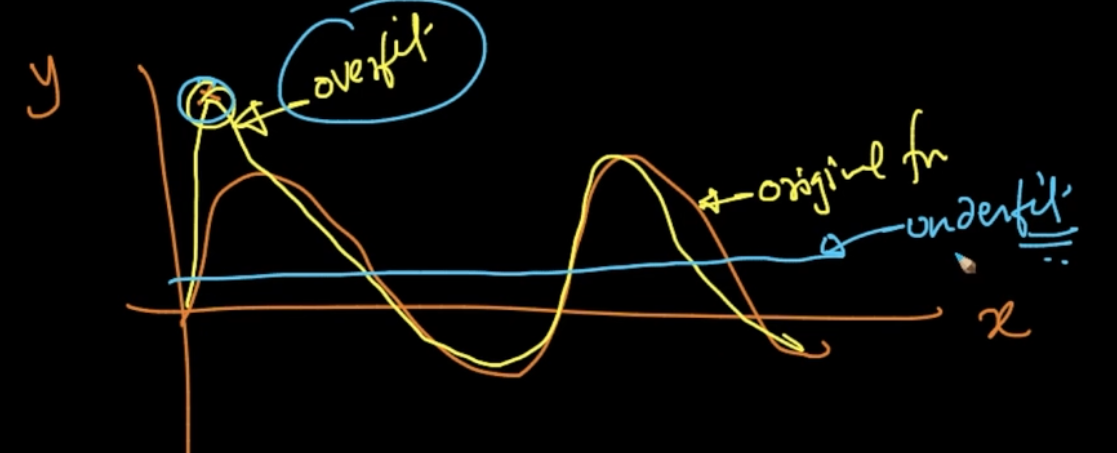 y
overfit
original fn
underfit
x